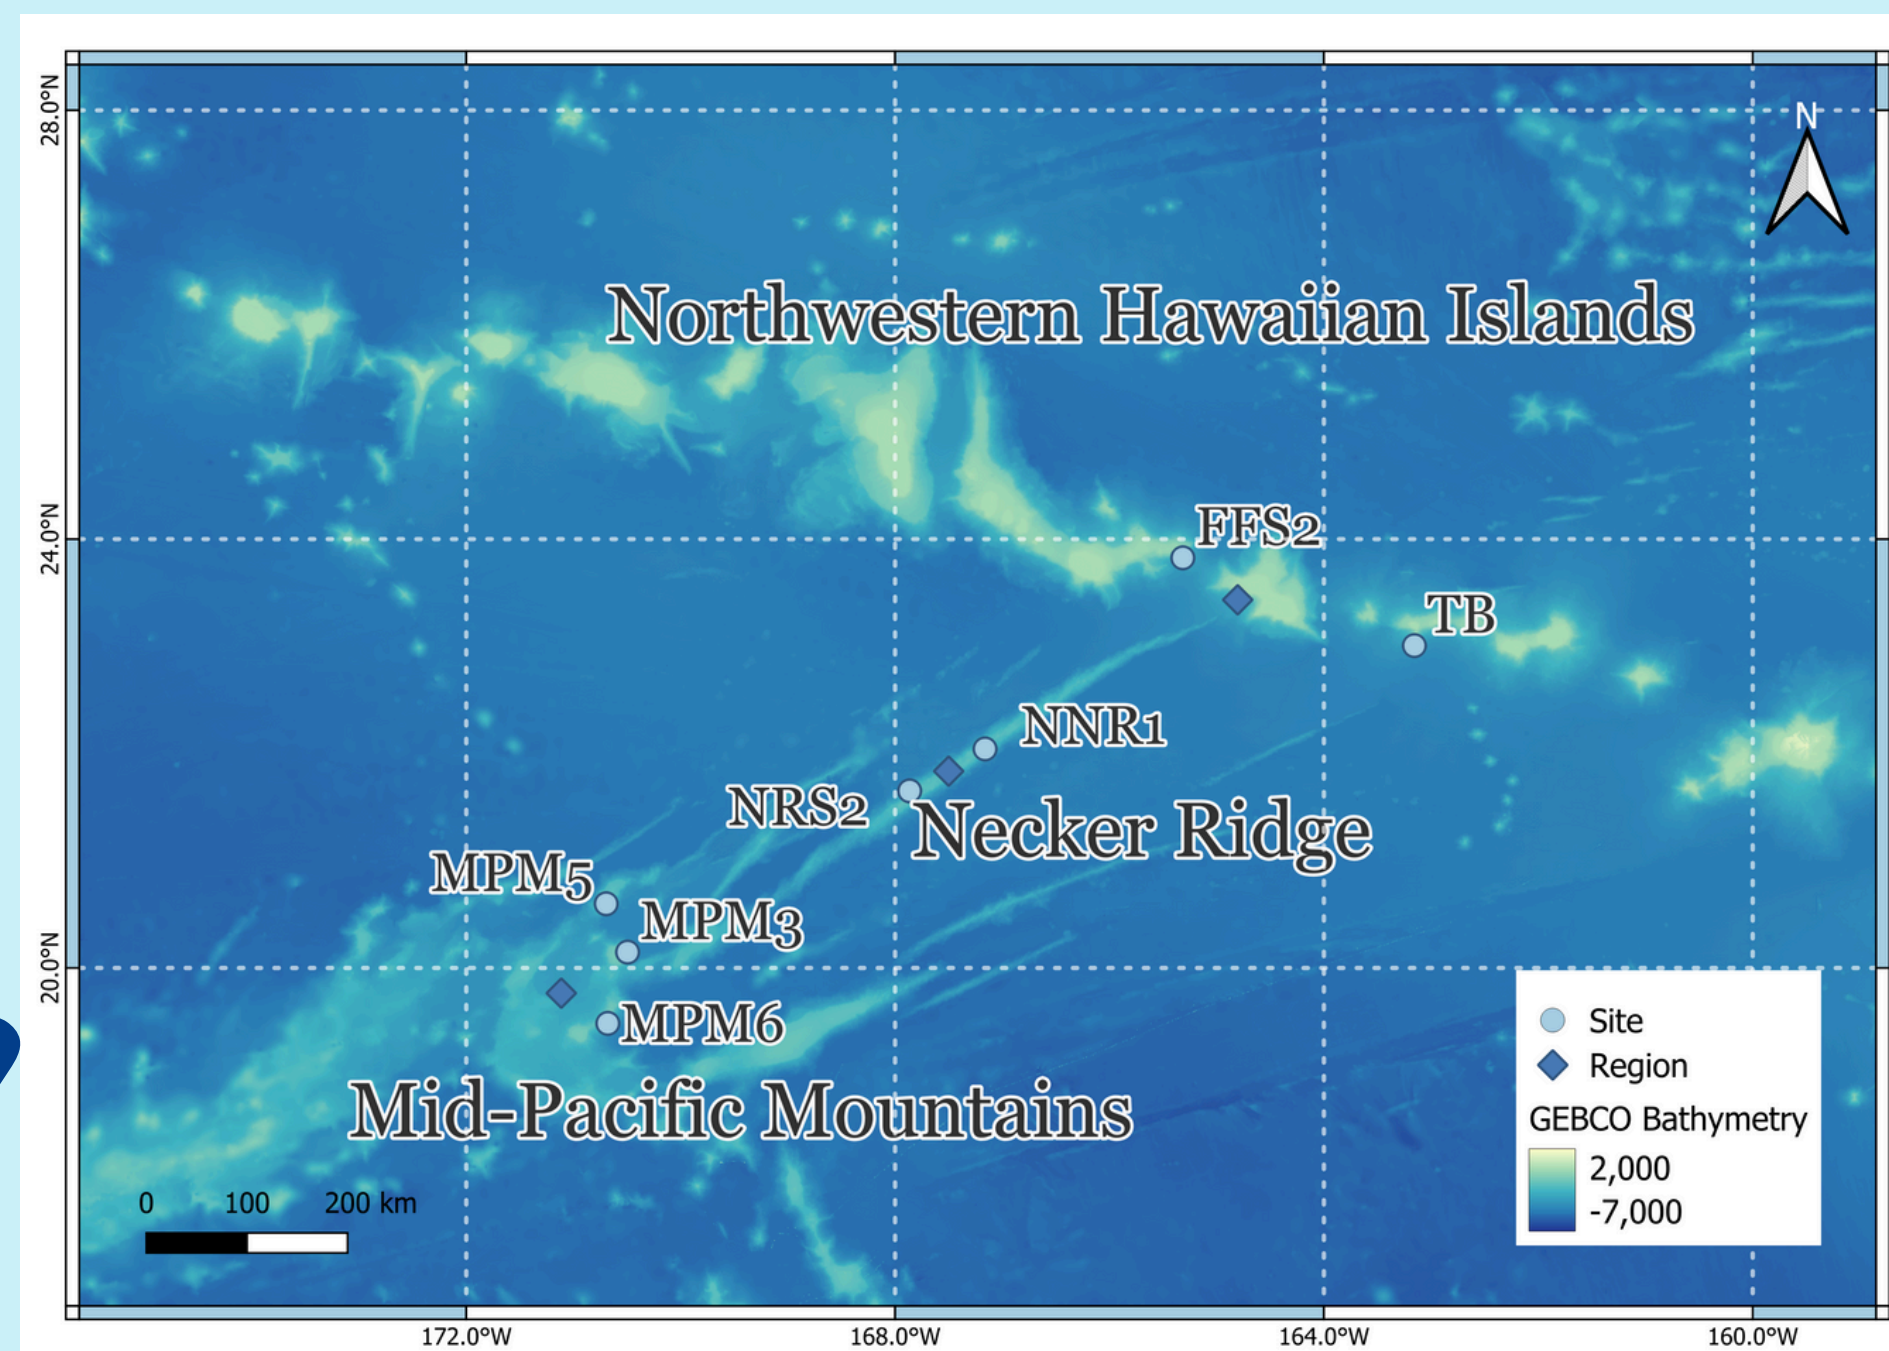 28.0°N
N
Northwestern Hawaiian Islands
FFS2
24.0°N
TB
NNR1
NRS2
Necker Ridge
MPM5
MPM3
20.0°N
MPM6
Site
Region
Mid-Pacific Mountains
GEBCO Bathymetry
2,000
-7,000
0 100 200 km
172.0°W 168.0°W 164.0°W 160.0°W